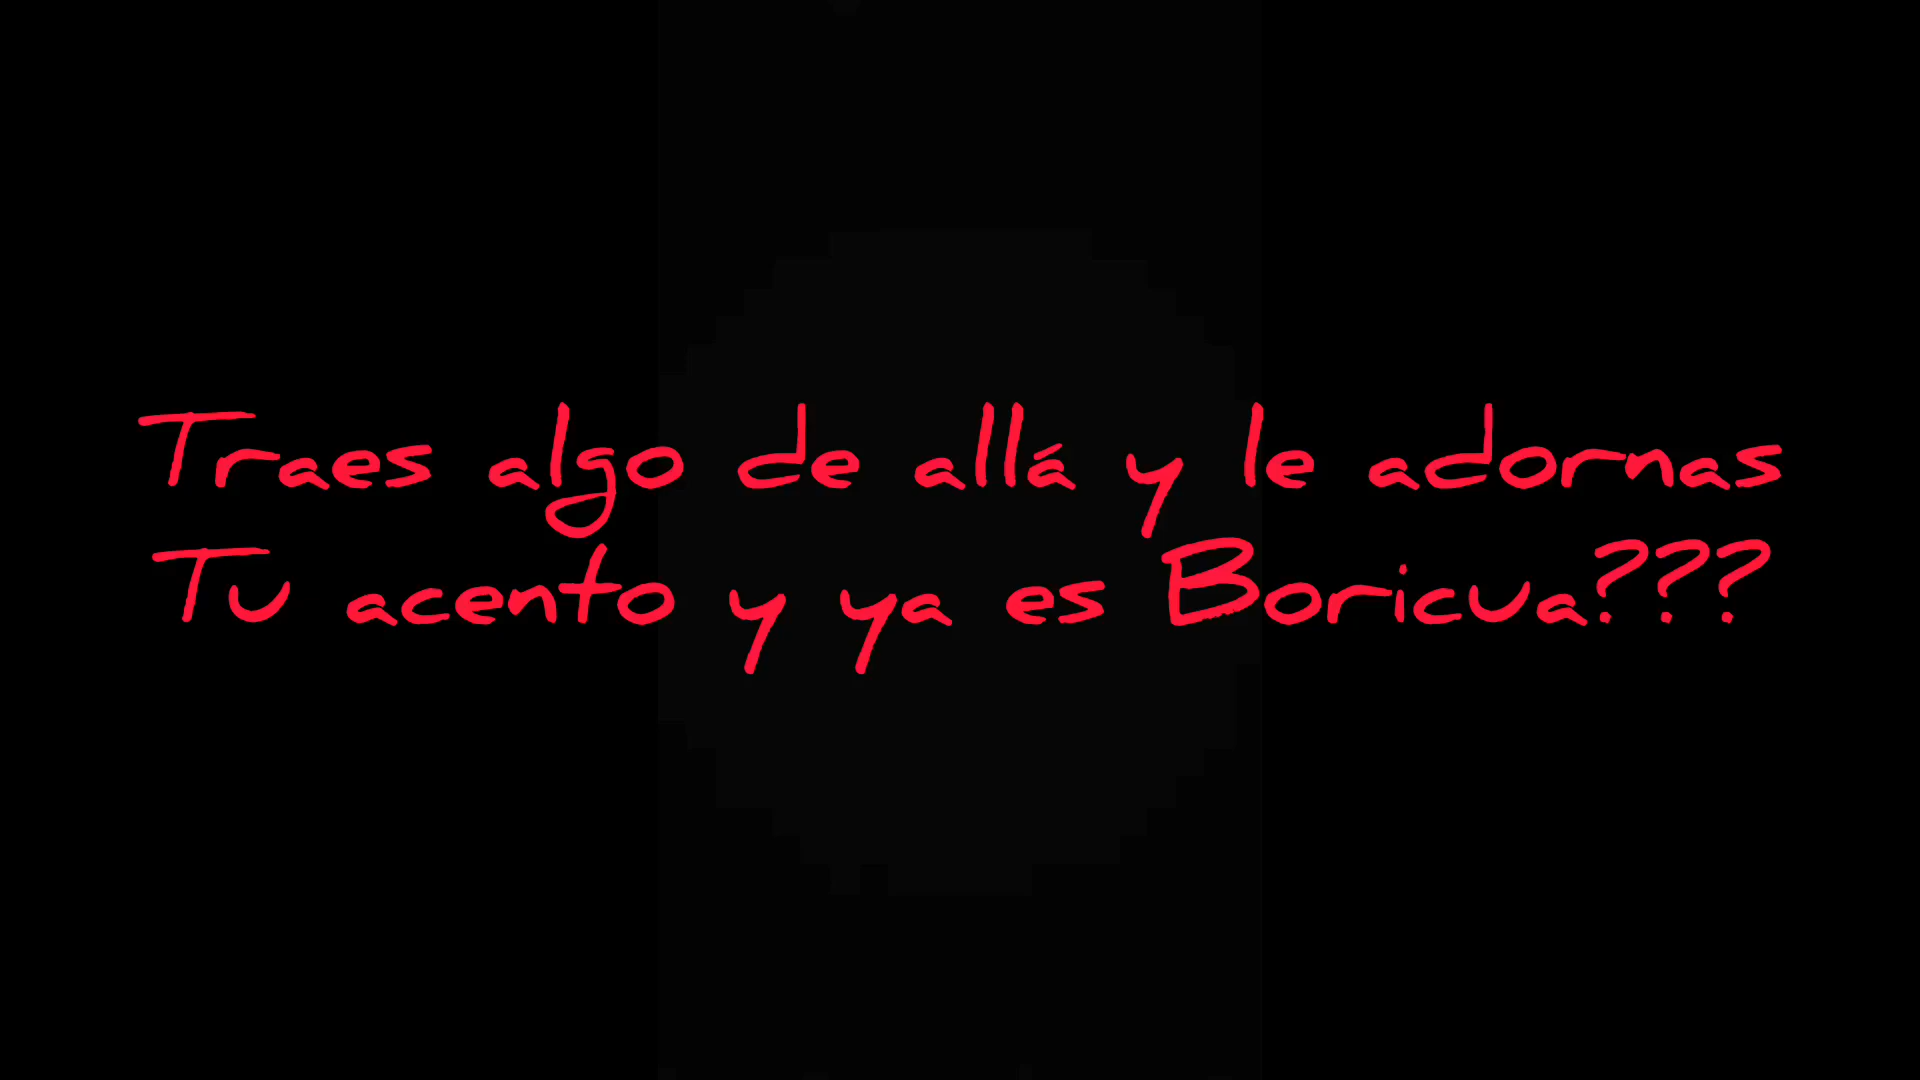 Traes algo de allá y le adornas
Tu acento y ya es Boricua???